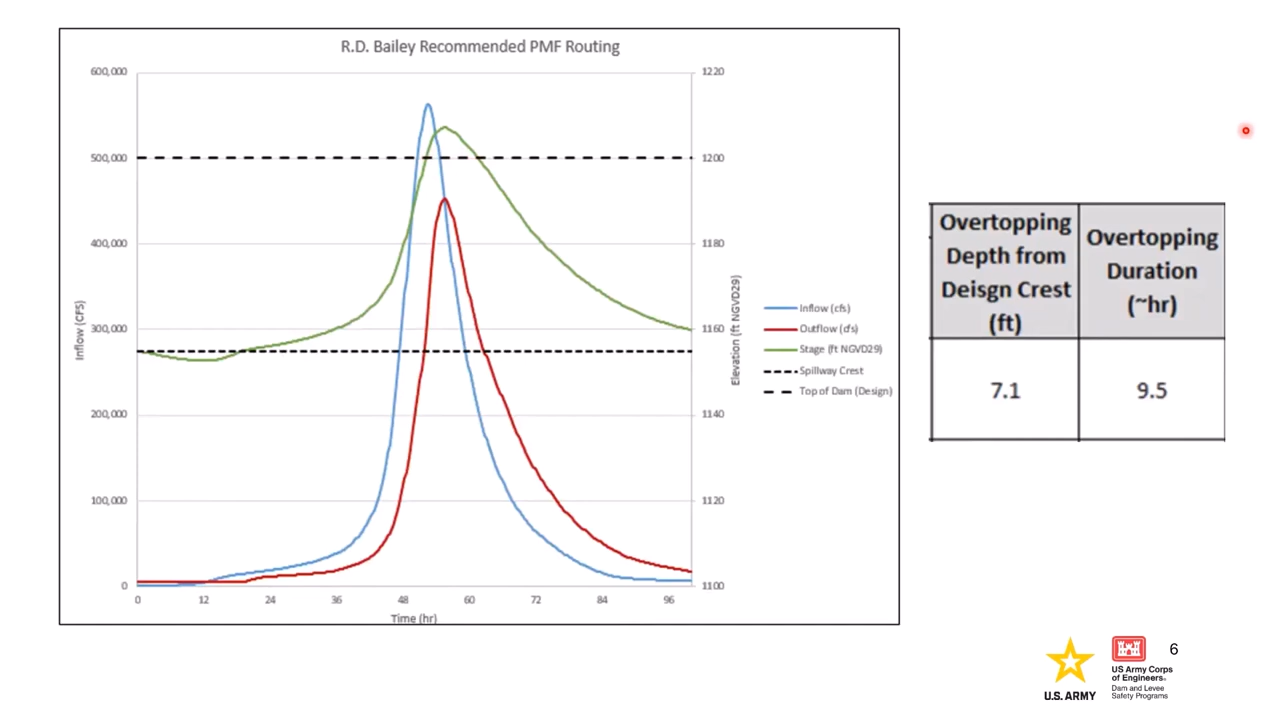 R.D. Bailey Recommended PMF Routing
600,000
500,000
400,000
300,000
200,000
100,000
0
Inflow (CFS)
0 12 24 36 48 60 72 84 96
Time (hr)
1220
1200
1180
1160
1140
1120
1100
Elevation (ft NGVD29)
Inflow (cfs)
Outflow (cfs)
Stage (ft NGVD29)
Spillway Crest
Top of Dam (Design)
Overtopping
Depth from
Deisgn Crest
(ft)
Overtopping
Duration
(~hr)
7.1
9.5
U.S. ARMY
US Army Corps
of Engineers®
Dam and Levee
Safety Programs
6